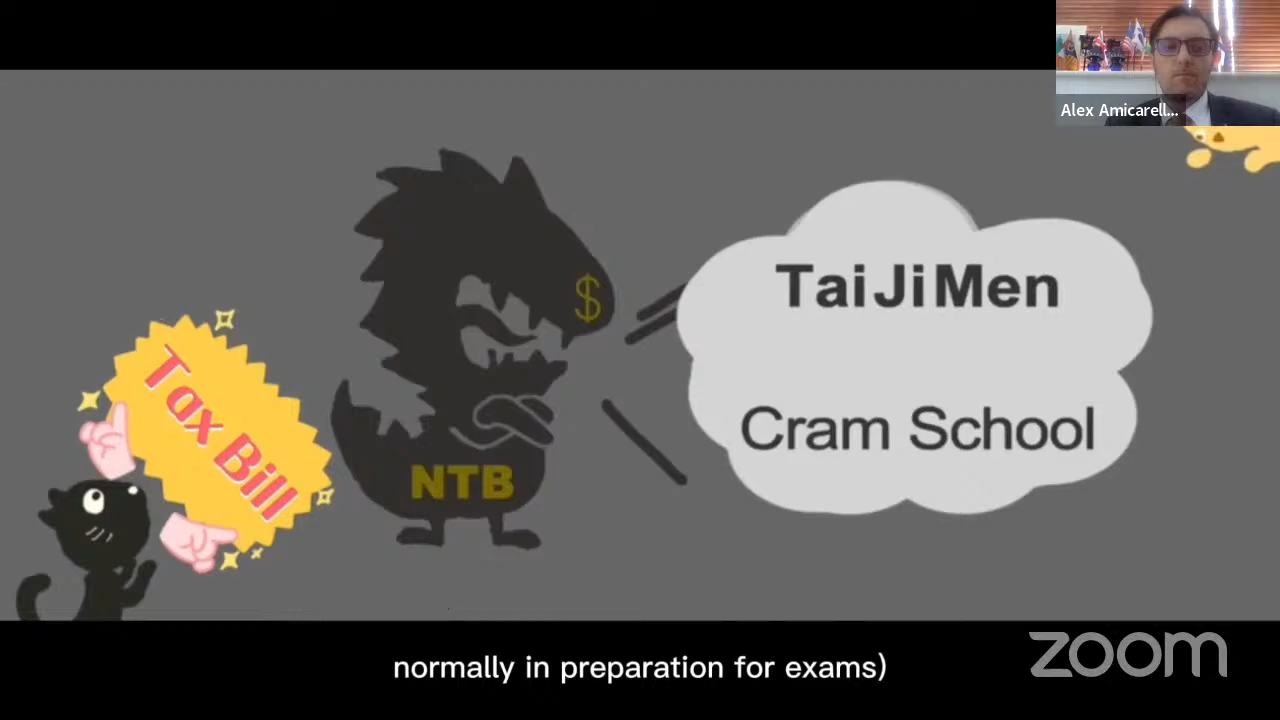 Alex Amicarell...
TaiJiMen
$
Cram School
Tax Bill
NTB
normally in preparation for exams)
zoom